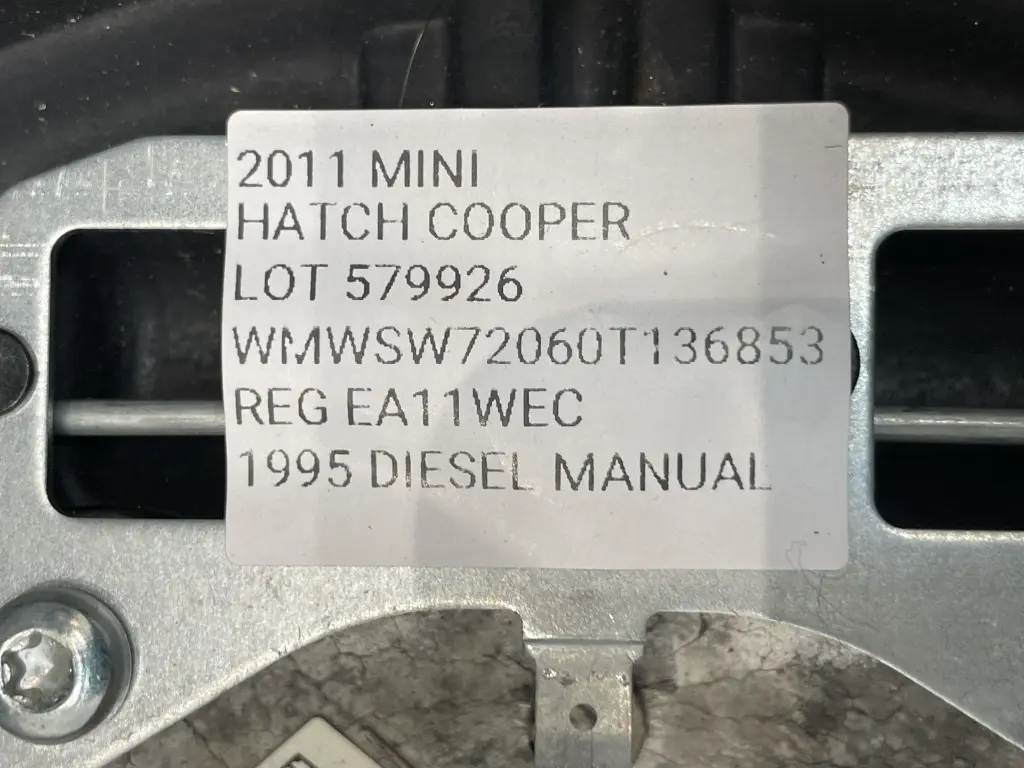 2011 MINI
HATCH COOPER
LOT 579926
WMWSW72060T136853
REG EA11WEC
1995 DIESEL MANUAL